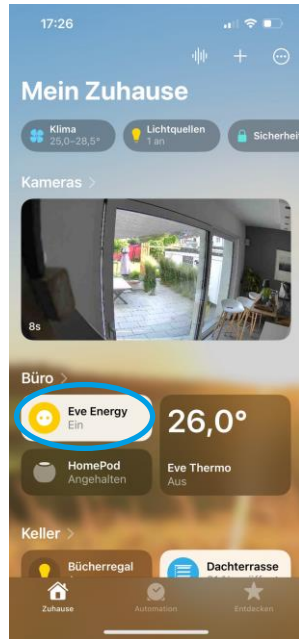 17:26
Mein Zuhause
Klima
25,0–28,5°
Lichtquellen
1 an
Sicherheit
Kameras >
8s
Büro >
Eve Energy
Ein
26,0°
HomePod
Angehalten
Eve Thermo
Aus
Keller >
Bücherregal
Dachterrasse
Zuhause
Automation
Entdecken